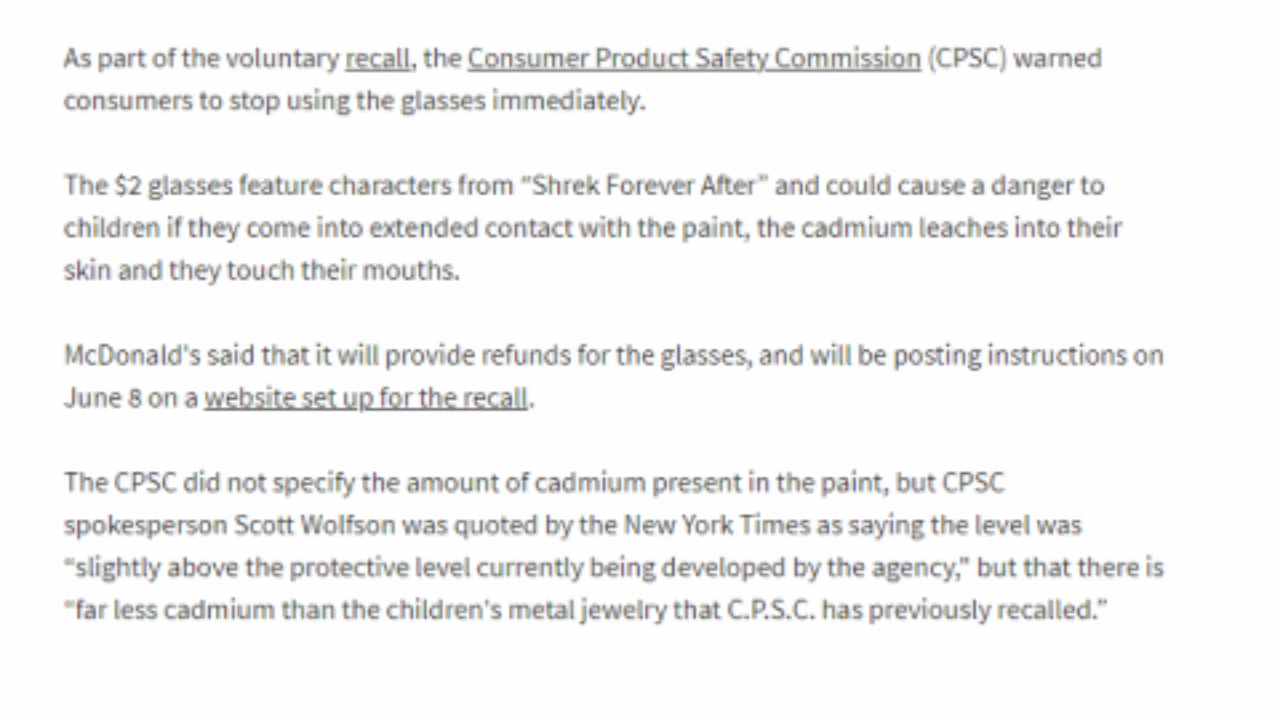 As part of the voluntary recall, the Consumer Product Safety Commission (CPSC) warned
consumers to stop using the glasses immediately.
The $2 glasses feature characters from “Shrek Forever After” and could cause a danger to
children if they come into extended contact with the paint, the cadmium leaches into their
skin and they touch their mouths.
McDonald's said that it will provide refunds for the glasses, and will be posting instructions on
June 8 on a website set up for the recall.
The CPSC did not specify the amount of cadmium present in the paint, but CPSC
spokesperson Scott Wolfson was quoted by the New York Times as saying the level was
“slightly above the protective level currently being developed by the agency,” but that there is
“far less cadmium than the children's metal jewelry that C.P.S.C. has previously recalled.”